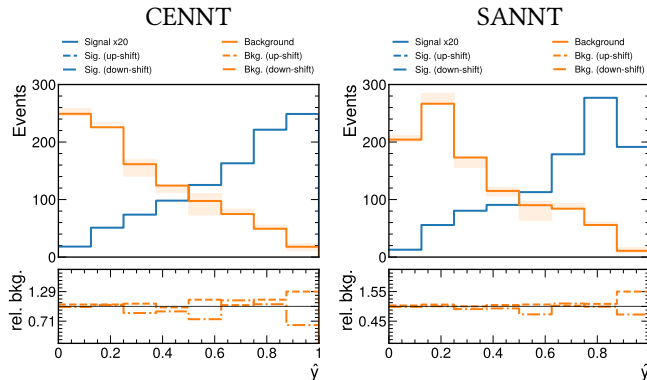 CENNT
Signal x20
Background
Sig. (up-shift)
Bkg. (up-shift)
Sig. (down-shift)
Bkg. (down-shift)
Events
300
200
100
0
rel. bkg.
1.29
0.71
0
0.2
0.4
0.6
0.8
1
ŷ
SANNT
Signal x20
Background
Sig. (up-shift)
Bkg. (up-shift)
Sig. (down-shift)
Bkg. (down-shift)
Events
300
200
100
0
rel. bkg.
1.55
0.45
0
0.2
0.4
0.6
0.8
ŷ